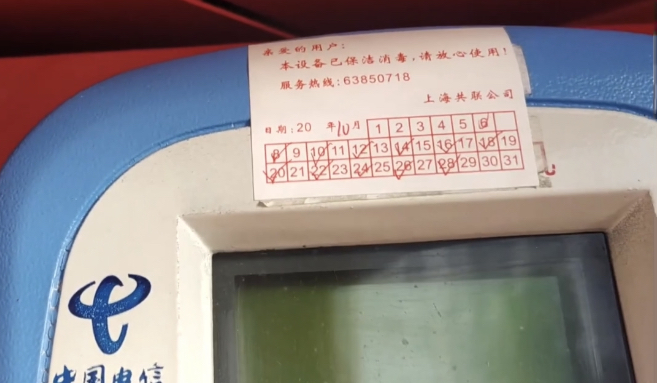 亲爱的用户:
本设备已保洁消毒,请放心使用!
服务热线:63850718
上海共联公司
日期:20 年10月 1 2 3 4 5 6
8 9 10 11 12 13 14 15 16 17 18 19
20 21 22 23 24 25 26 27 28 29 30 31
中国电信